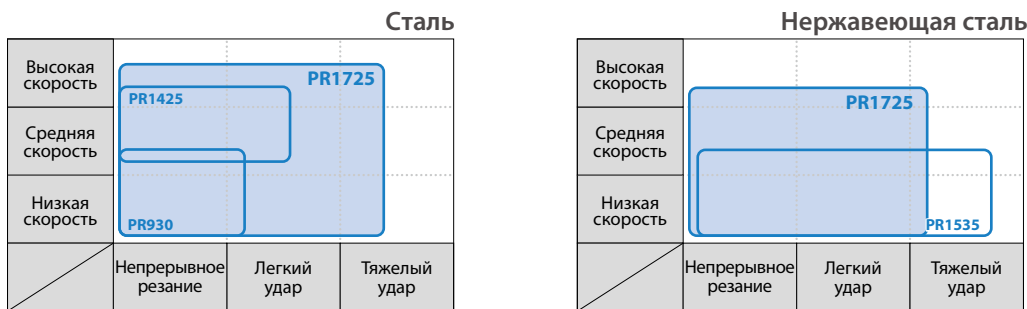 Сталь
Высокая
скорость
PR1725
PR1425
Средняя
скорость
Низкая
скорость
PR930
Непрерывное
резание
Легкий
удар
Тяжелый
удар
Нержавеющая сталь
Высокая
скорость
PR1725
Средняя
скорость
Низкая
скорость
PR1535
Непрерывное
резание
Легкий
удар
Тяжелый
удар